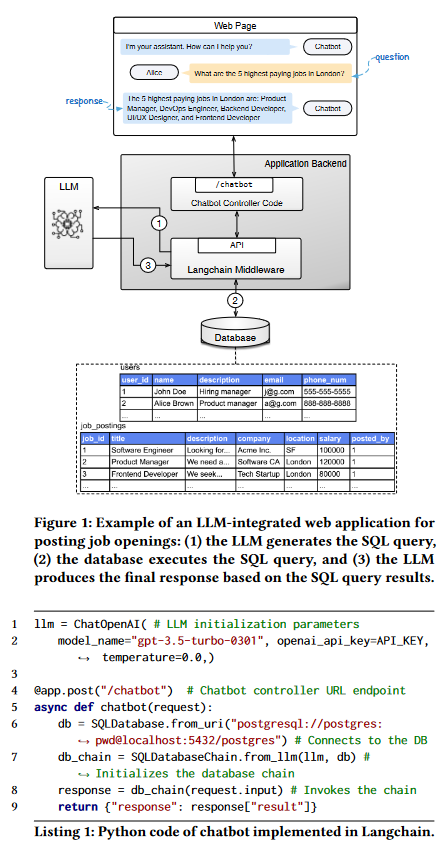 Web Page
I'm your assistant. How can I help you?
Chatbot
question
Alice
What are the 5 highest paying jobs in London?
response
The 5 highest paying jobs in London are: Product
Manager, DevOps Engineer, Backend Developer,
UI/UX Designer, and Frontend Developer
Chatbot
Application Backend
LLM
/chatbot
Chatbot Controller Code
1
API
3
Langchain Middleware
2
Database
users
user_id name description email phone_num
1 John Doe Hiring manager j@g.com 555-555-5555
2 Alice Brown Product manager a@g.com 888-888-8888
... ... ... ... ...
job_postings
job_id title description company location salary posted_by
1 Software Engineer Looking for... Acme Inc. SF 100000 1
2 Product Manager We need a... Software CA London 120000 1
3 Frontend Developer We seek... Tech Startup London 80000 1
... ... ... ... ... ... ...
Figure 1: Example of an LLM-integrated web application for
posting job openings: (1) the LLM generates the SQL query,
(2) the database executes the SQL query, and (3) the LLM
produces the final response based on the SQL query results.
1 llm = ChatOpenAI( # LLM initialization parameters
2 model_name="gpt-3.5-turbo-0301", openai_api_key=API_KEY,
↪ temperature=0.0,)
3
4 @app.post("/chatbot") # Chatbot controller URL endpoint
5 async def chatbot(request):
6 db = SQLDatabase.from_uri("postgresql://postgres:
↪ pwd@localhost:5432/postgres") # Connects to the DB
7 db_chain = SQLDatabaseChain.from_llm(llm, db) #
↪ Initializes the database chain
8 response = db_chain(request.input) # Invokes the chain
9 return {"response": response["result"]}
Listing 1: Python code of chatbot implemented in Langchain.